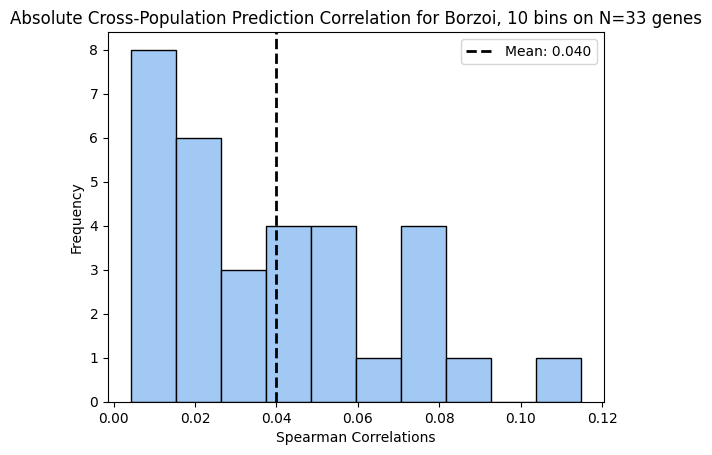 Absolute Cross-Population Prediction Correlation for Borzoi, 10 bins on N=33 genes
Mean: 0.040
8
7
6
5
4
3
2
1
0
Frequency
0.00 0.02 0.04 0.06 0.08 0.10 0.12
Spearman Correlations